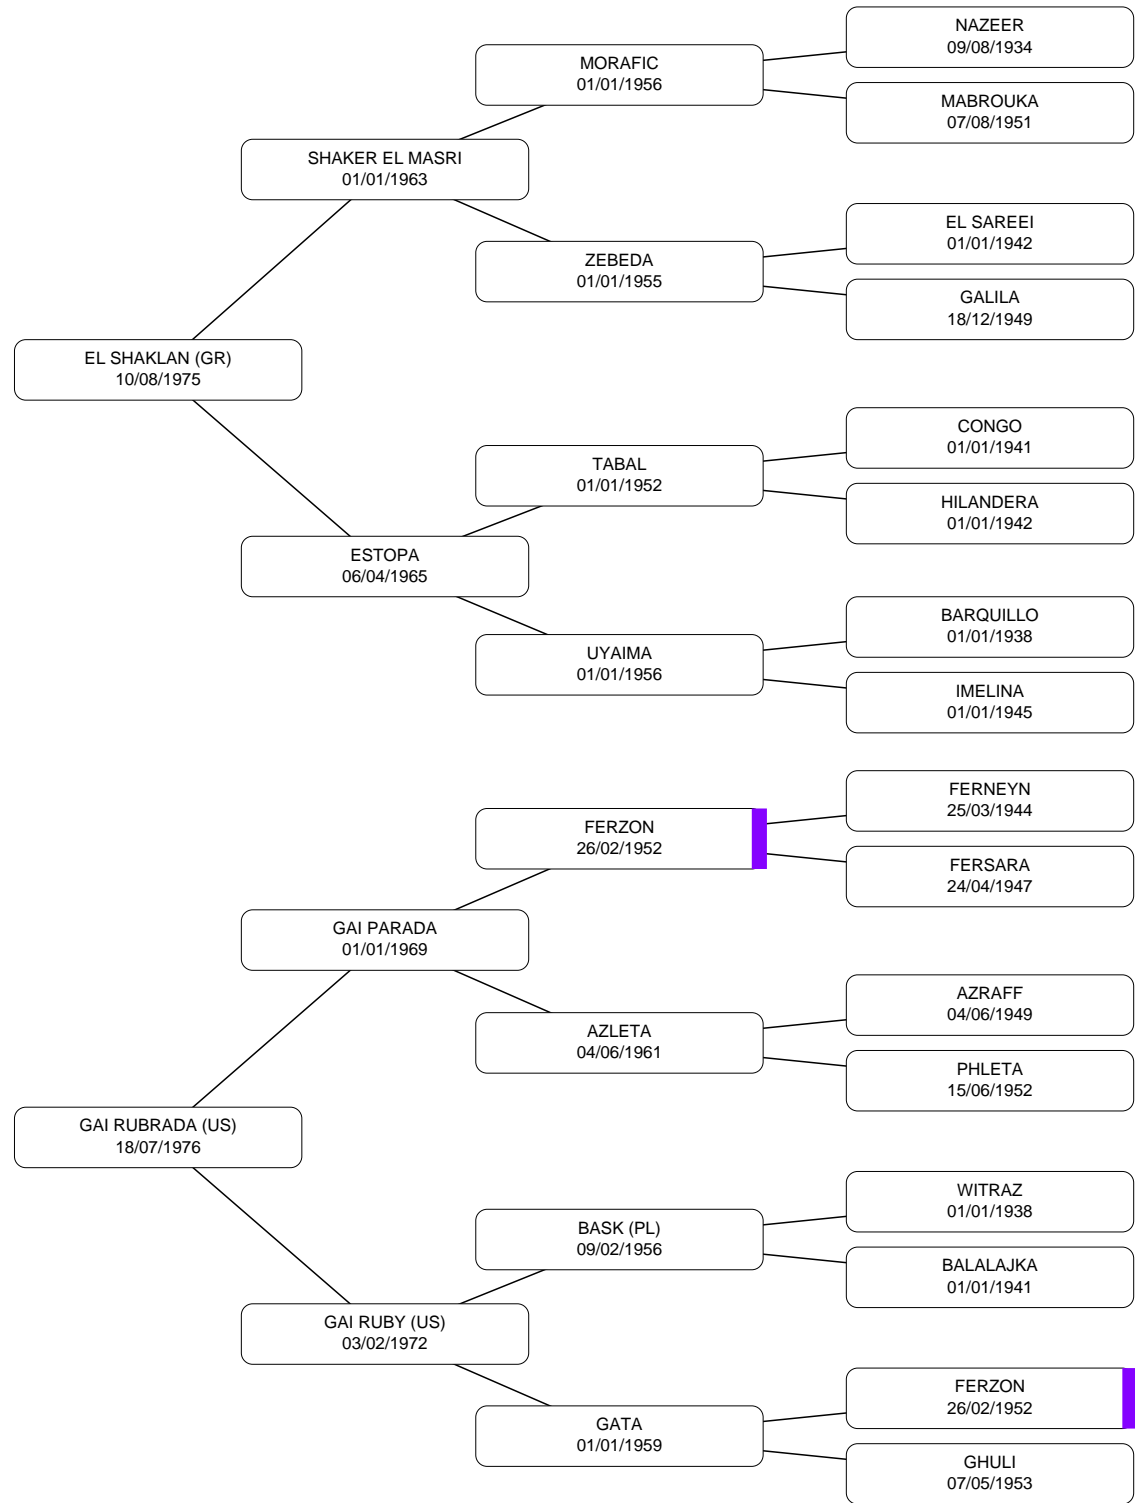 NAZEER
09/08/1934
MORAFIC
01/01/1956
MABROUKA
07/08/1951
SHAKER EL MASRI
01/01/1963
EL SAREEI
01/01/1942
ZEBEDA
01/01/1955
GALILA
18/12/1949
EL SHAKLAN (GR)
10/08/1975
CONGO
01/01/1941
TABAL
01/01/1952
HILANDERA
01/01/1942
ESTOPA
06/04/1965
BARQUILLO
01/01/1938
UYAIMA
01/01/1956
IMELINA
01/01/1945
FERNEYN
25/03/1944
FERZON
26/02/1952
FERSARA
24/04/1947
GAI PARADA
01/01/1969
AZRAFF
04/06/1949
AZLETA
04/06/1961
PHLETA
15/06/1952
GAI RUBRADA (US)
18/07/1976
WITRAZ
01/01/1938
BASK (PL)
09/02/1956
BALALAJKA
01/01/1941
GAI RUBY (US)
03/02/1972
FERZON
26/02/1952
GATA
01/01/1959
GHULI
07/05/1953